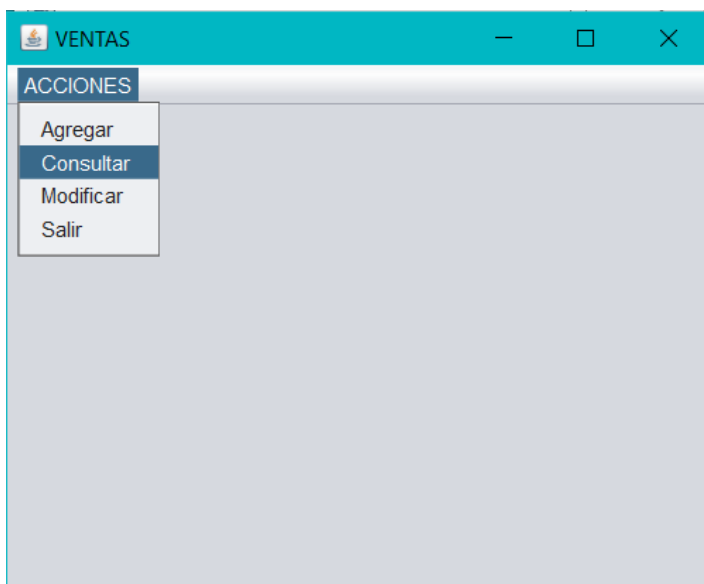 VENTAS
ACCIONES
Agregar
Consultar
Modificar
Salir